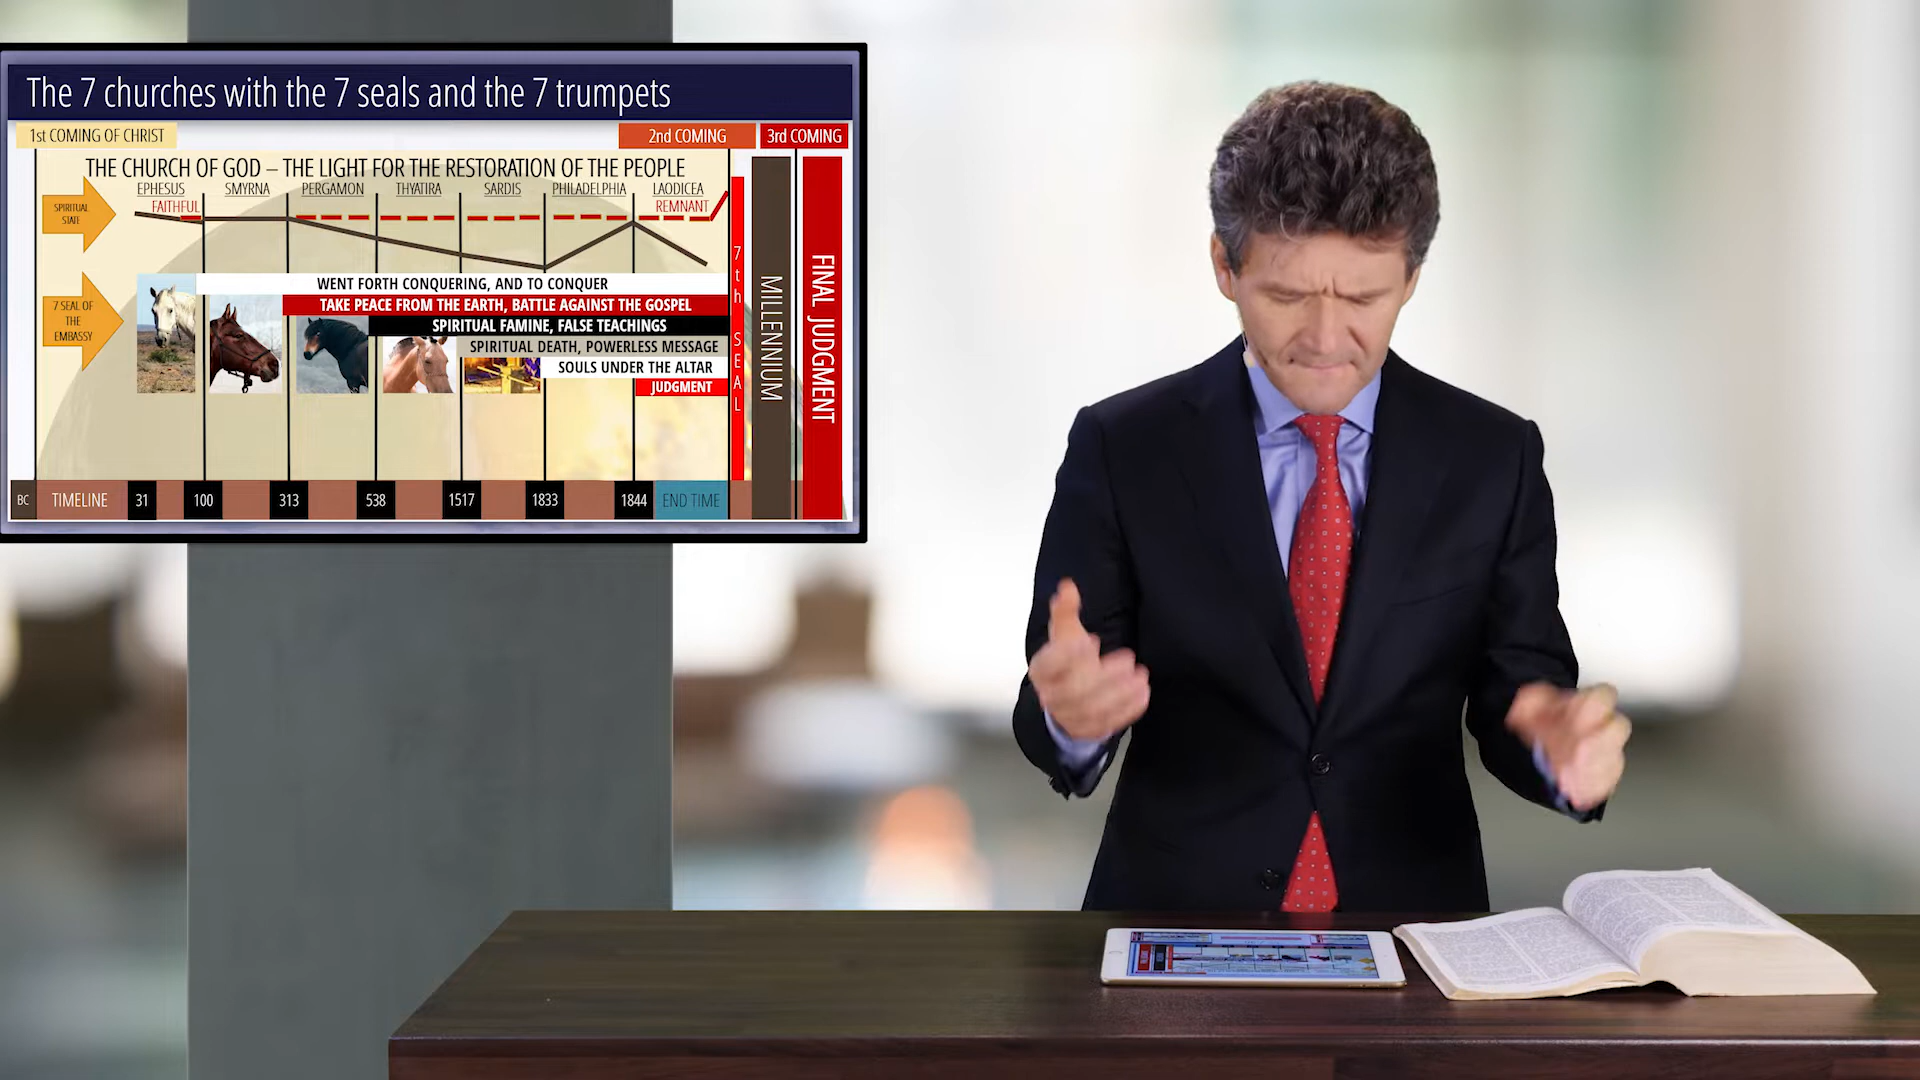 The 7 churches with the 7 seals and the 7 trumpets
1st COMING OF CHRIST
2nd COMING
3rd COMING
THE CHURCH OF GOD – THE LIGHT FOR THE RESTORATION OF THE PEOPLE
EPHESUS SMYRNA PERGAMON THYATIRA SARDIS PHILADELPHIA LAODICEA
FAITHFUL
REMNANT
SPIRITUAL
STATE
7 SEAL OF
THE
EMBASSY
WENT FORTH CONQUERING, AND TO CONQUER
TAKE PEACE FROM THE EARTH, BATTLE AGAINST THE GOSPEL
SPIRITUAL FAMINE, FALSE TEACHINGS
SPIRITUAL DEATH, POWERLESS MESSAGE
SOULS UNDER THE ALTAR
JUDGMENT
7th SEAL
MILLENNIUM
FINAL JUDGMENT
BC TIMELINE 31 100 313 538 1517 1833 1844 END TIME